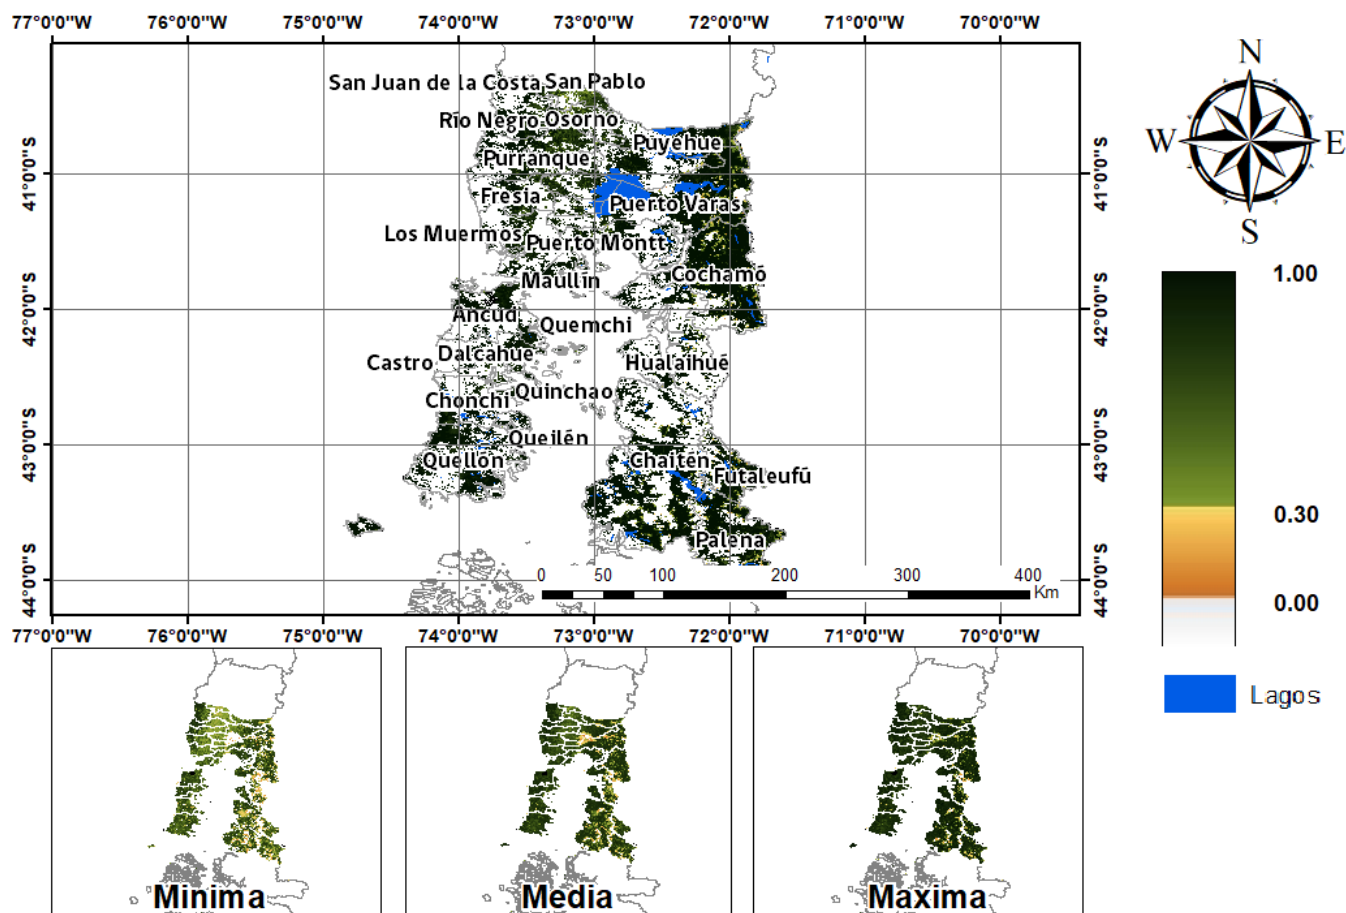 77°0'0"W 76°0'0"W 75°0'0"W 74°0'0"W 73°0'0"W 72°0'0"W 71°0'0"W 70°0'0"W
N
W E
S
San Juan de la Costa San Pablo
Río Negro Osorno
Puyehue
Purranque
41°0'0"S 41°0'0"S
Fresia
Puerto Varas
Los Muermos
Puerto Montt
Cochamó
Maullín
42°0'0"S 42°0'0"S
Ancud
Quemchi
Dalcahue
Castro
Hualaihué
Quinchao
Chonchi
Queilén
43°0'0"S 43°0'0"S
Quellón
Chaitén
Futaleufú
Palena
44°0'0"S 44°0'0"S
0 50 100 200 300 400
Km
77°0'0"W 76°0'0"W 75°0'0"W 74°0'0"W 73°0'0"W 72°0'0"W 71°0'0"W 70°0'0"W
1.00
0.30
0.00
Lagos
Minima Media Maxima